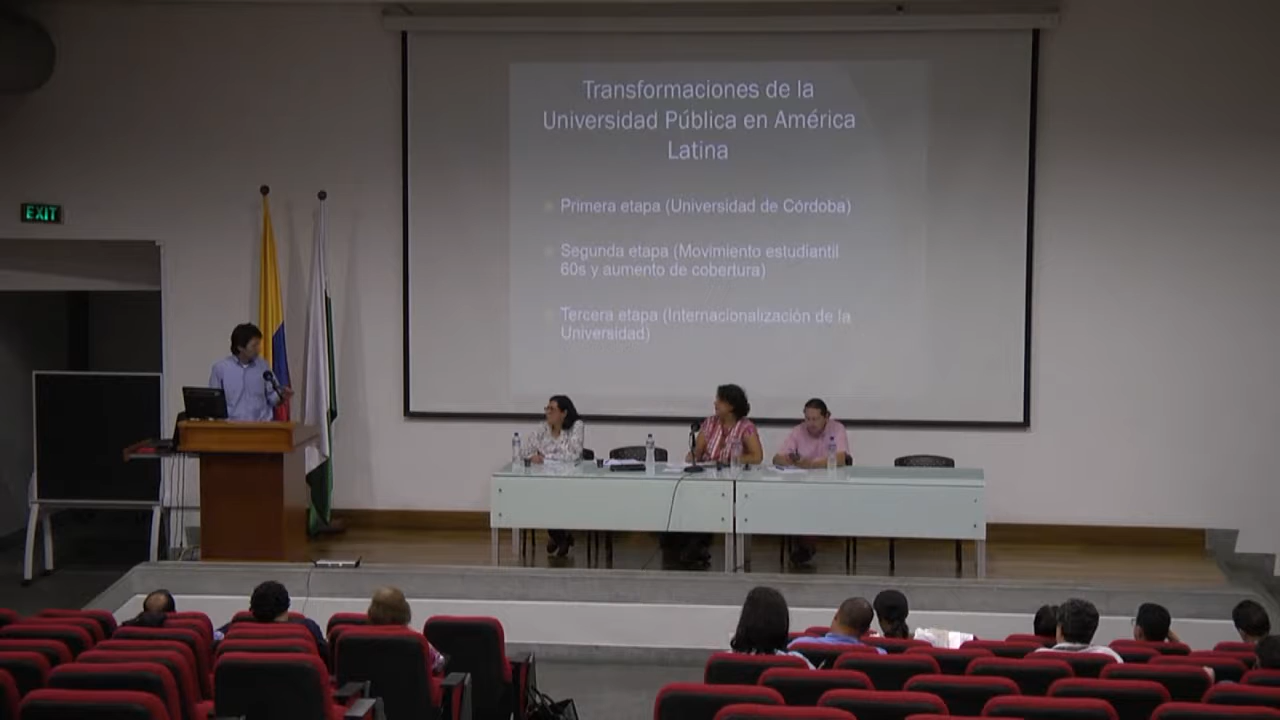 Transformaciones de la
Universidad Pública en América
Latina
Primera etapa (Universidad de Córdoba)
Segunda etapa (Movimiento estudiantil
60s y aumento de cobertura)
Tercera etapa (Internacionalización de la
Universidad)
EXIT